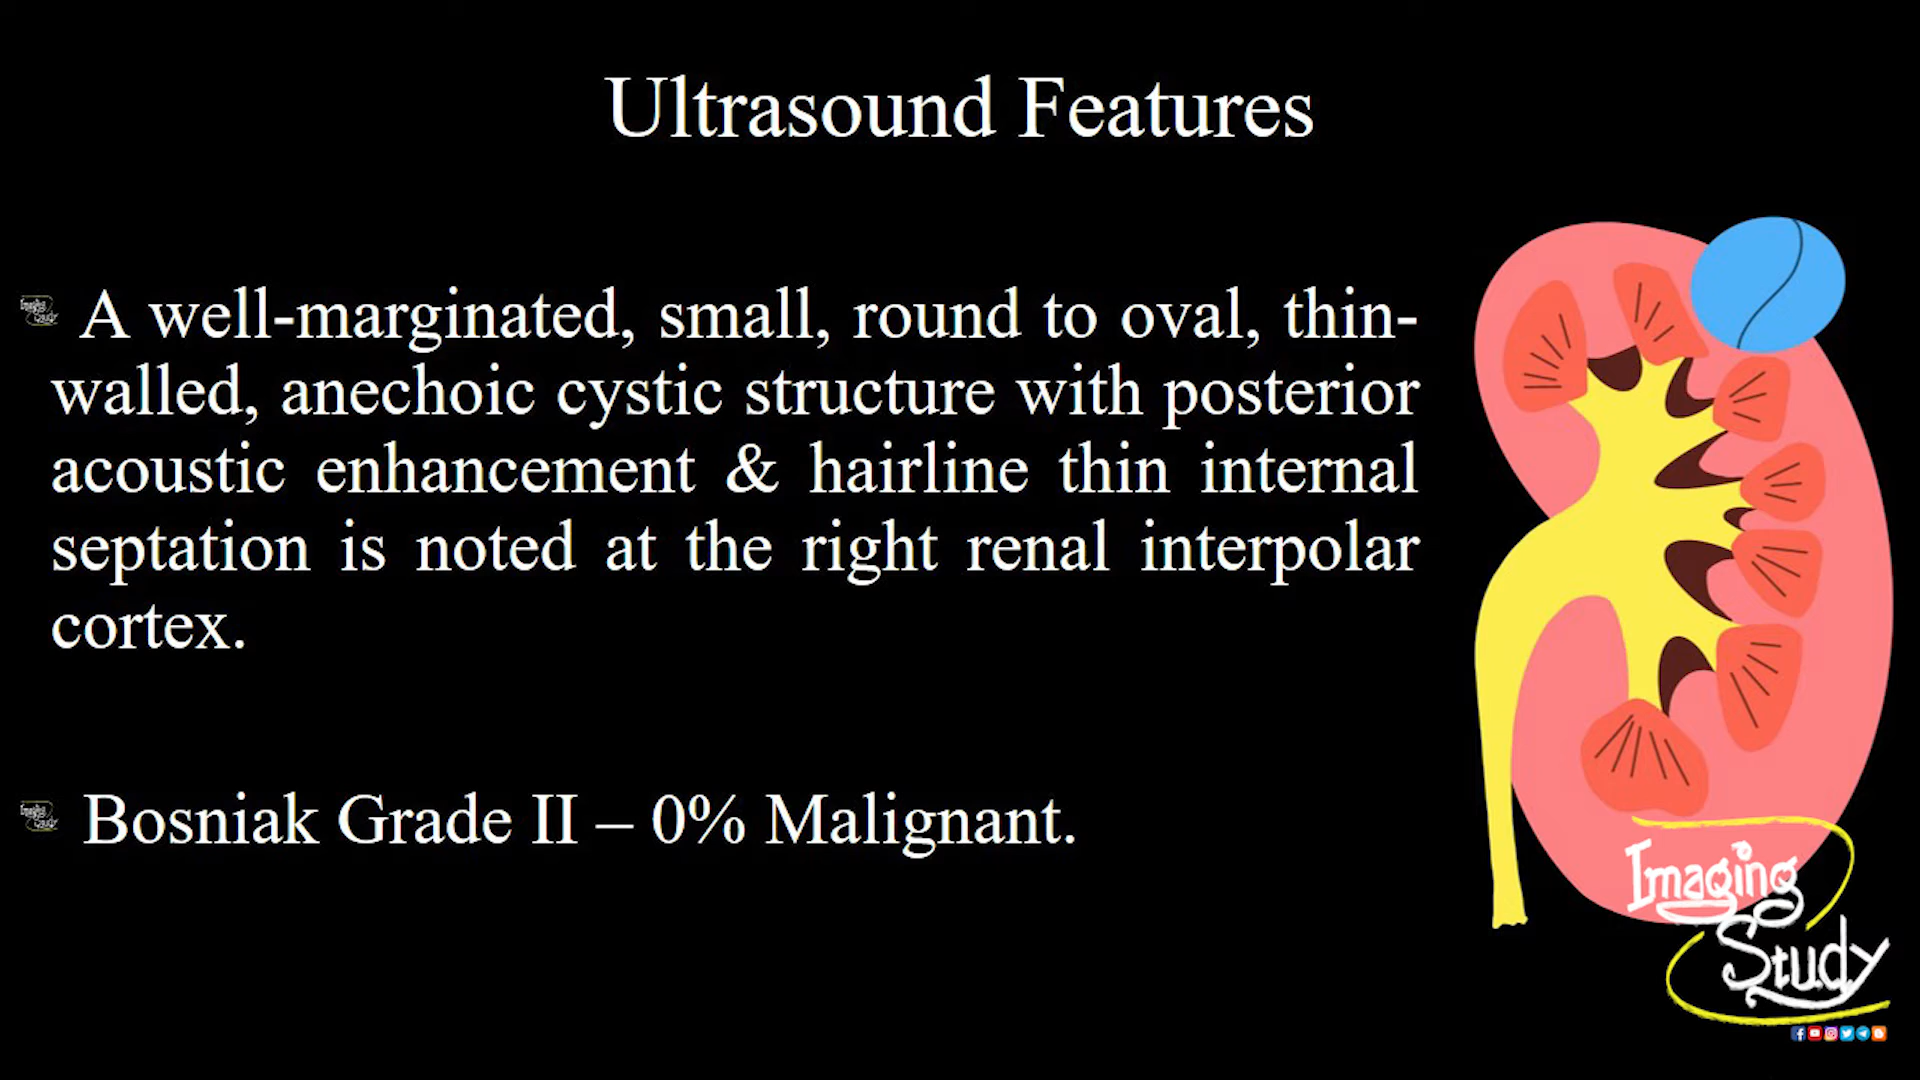 Ultrasound Features
A well-marginated, small, round to oval, thin-
walled, anechoic cystic structure with posterior
acoustic enhancement & hairline thin internal
septation is noted at the right renal interpolar
cortex.
Bosniak Grade II – 0% Malignant.
Imaging
Study